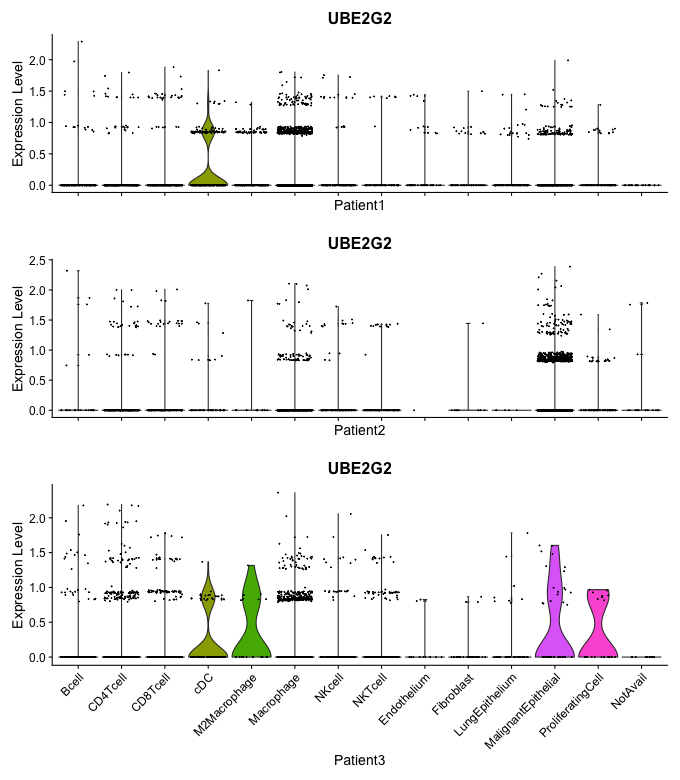 UBE2G2
Expression Level
2.0
1.5
1.0
0.5
0.0
Patient1
UBE2G2
Expression Level
2.5
2.0
1.5
1.0
0.5
0.0
Patient2
UBE2G2
Expression Level
2.0
1.5
1.0
0.5
0.0
Bcell
CD4Tcell
CD8Tcell
cDC
M2Macrophage
Macrophage
NKcell
NKTcell
Endothelium
Fibroblast
LungEpithelium
MalignantEpithelial
ProliferatingCell
NotAvail
Patient3